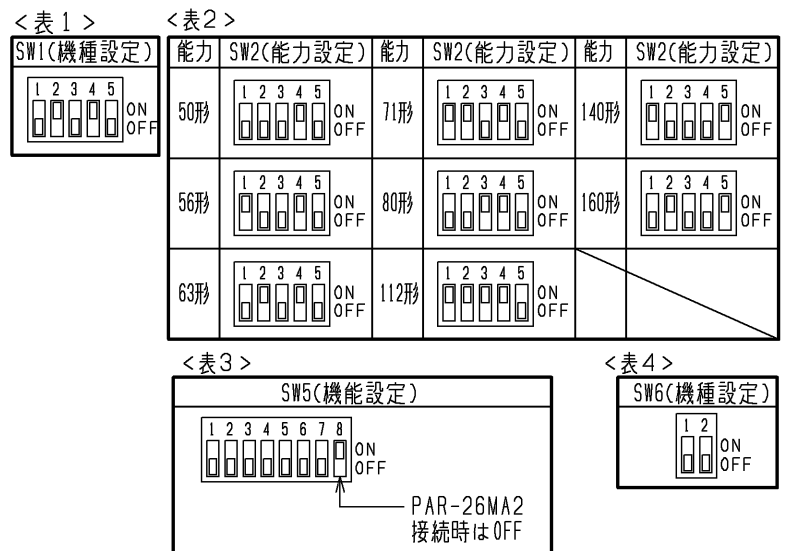 <表1>
SW1(機種設定)
1 2 3 4 5
ON
OFF
<表2>
能力 SW2(能力設定) 能力 SW2(能力設定) 能力 SW2(能力設定)
50形 1 2 3 4 5 ON OFF 71形 1 2 3 4 5 ON OFF 140形 1 2 3 4 5 ON OFF
56形 1 2 3 4 5 ON OFF 80形 1 2 3 4 5 ON OFF 160形 1 2 3 4 5 ON OFF
63形 1 2 3 4 5 ON OFF 112形 1 2 3 4 5 ON OFF
<表3>
SW5(機能設定)
1 2 3 4 5 6 7 8
ON
OFF
PAR-26MA2
接続時はOFF
<表4>
SW6(機種設定)
1 2
ON
OFF